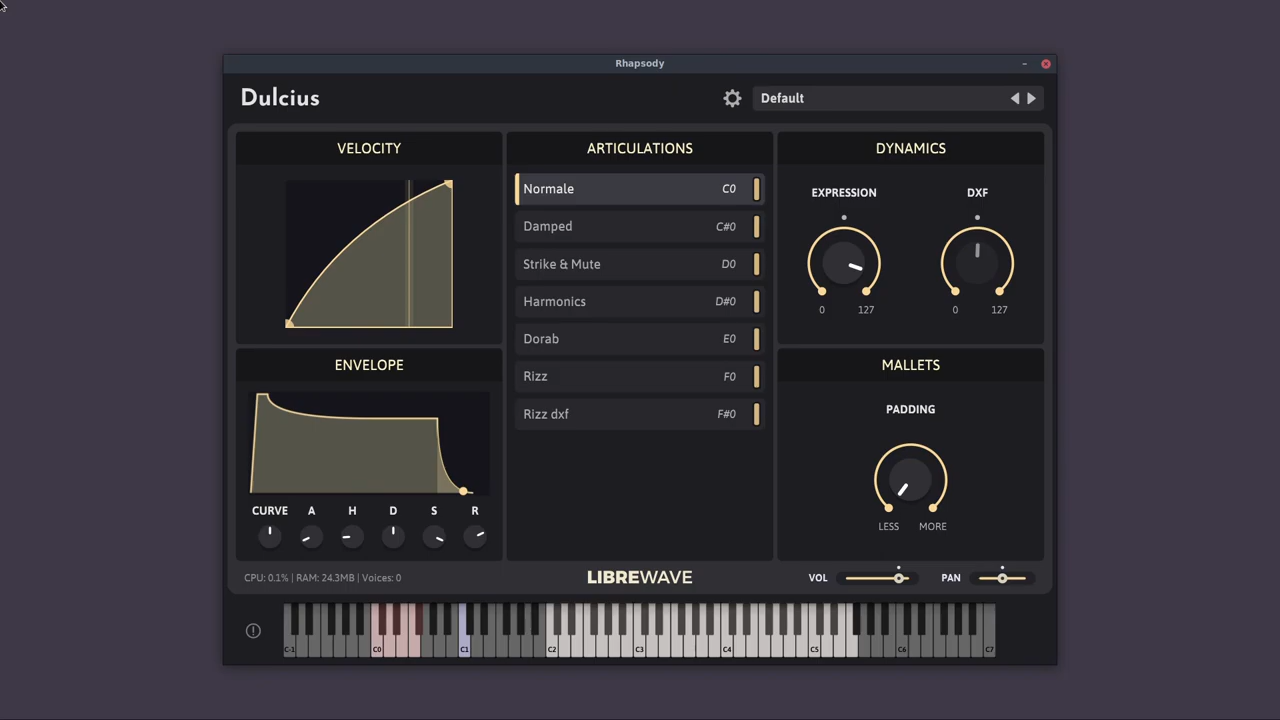 Rhapsody
Dulcius
Default
VELOCITY
ARTICULATIONS
Normale C0
Damped C#0
Strike & Mute D0
Harmonics D#0
Dorab E0
Rizz F0
Rizz dxf F#0
DYNAMICS
EXPRESSION DXF
0 127 0 127
ENVELOPE
CURVE A H D S R
MALLETS
PADDING
LESS MORE
CPU: 0.1% | RAM: 24.3MB | Voices: 0
LIBREWAVE
VOL PAN
C-1 C0 C1 C2 C3 C4 C5 C6 C7